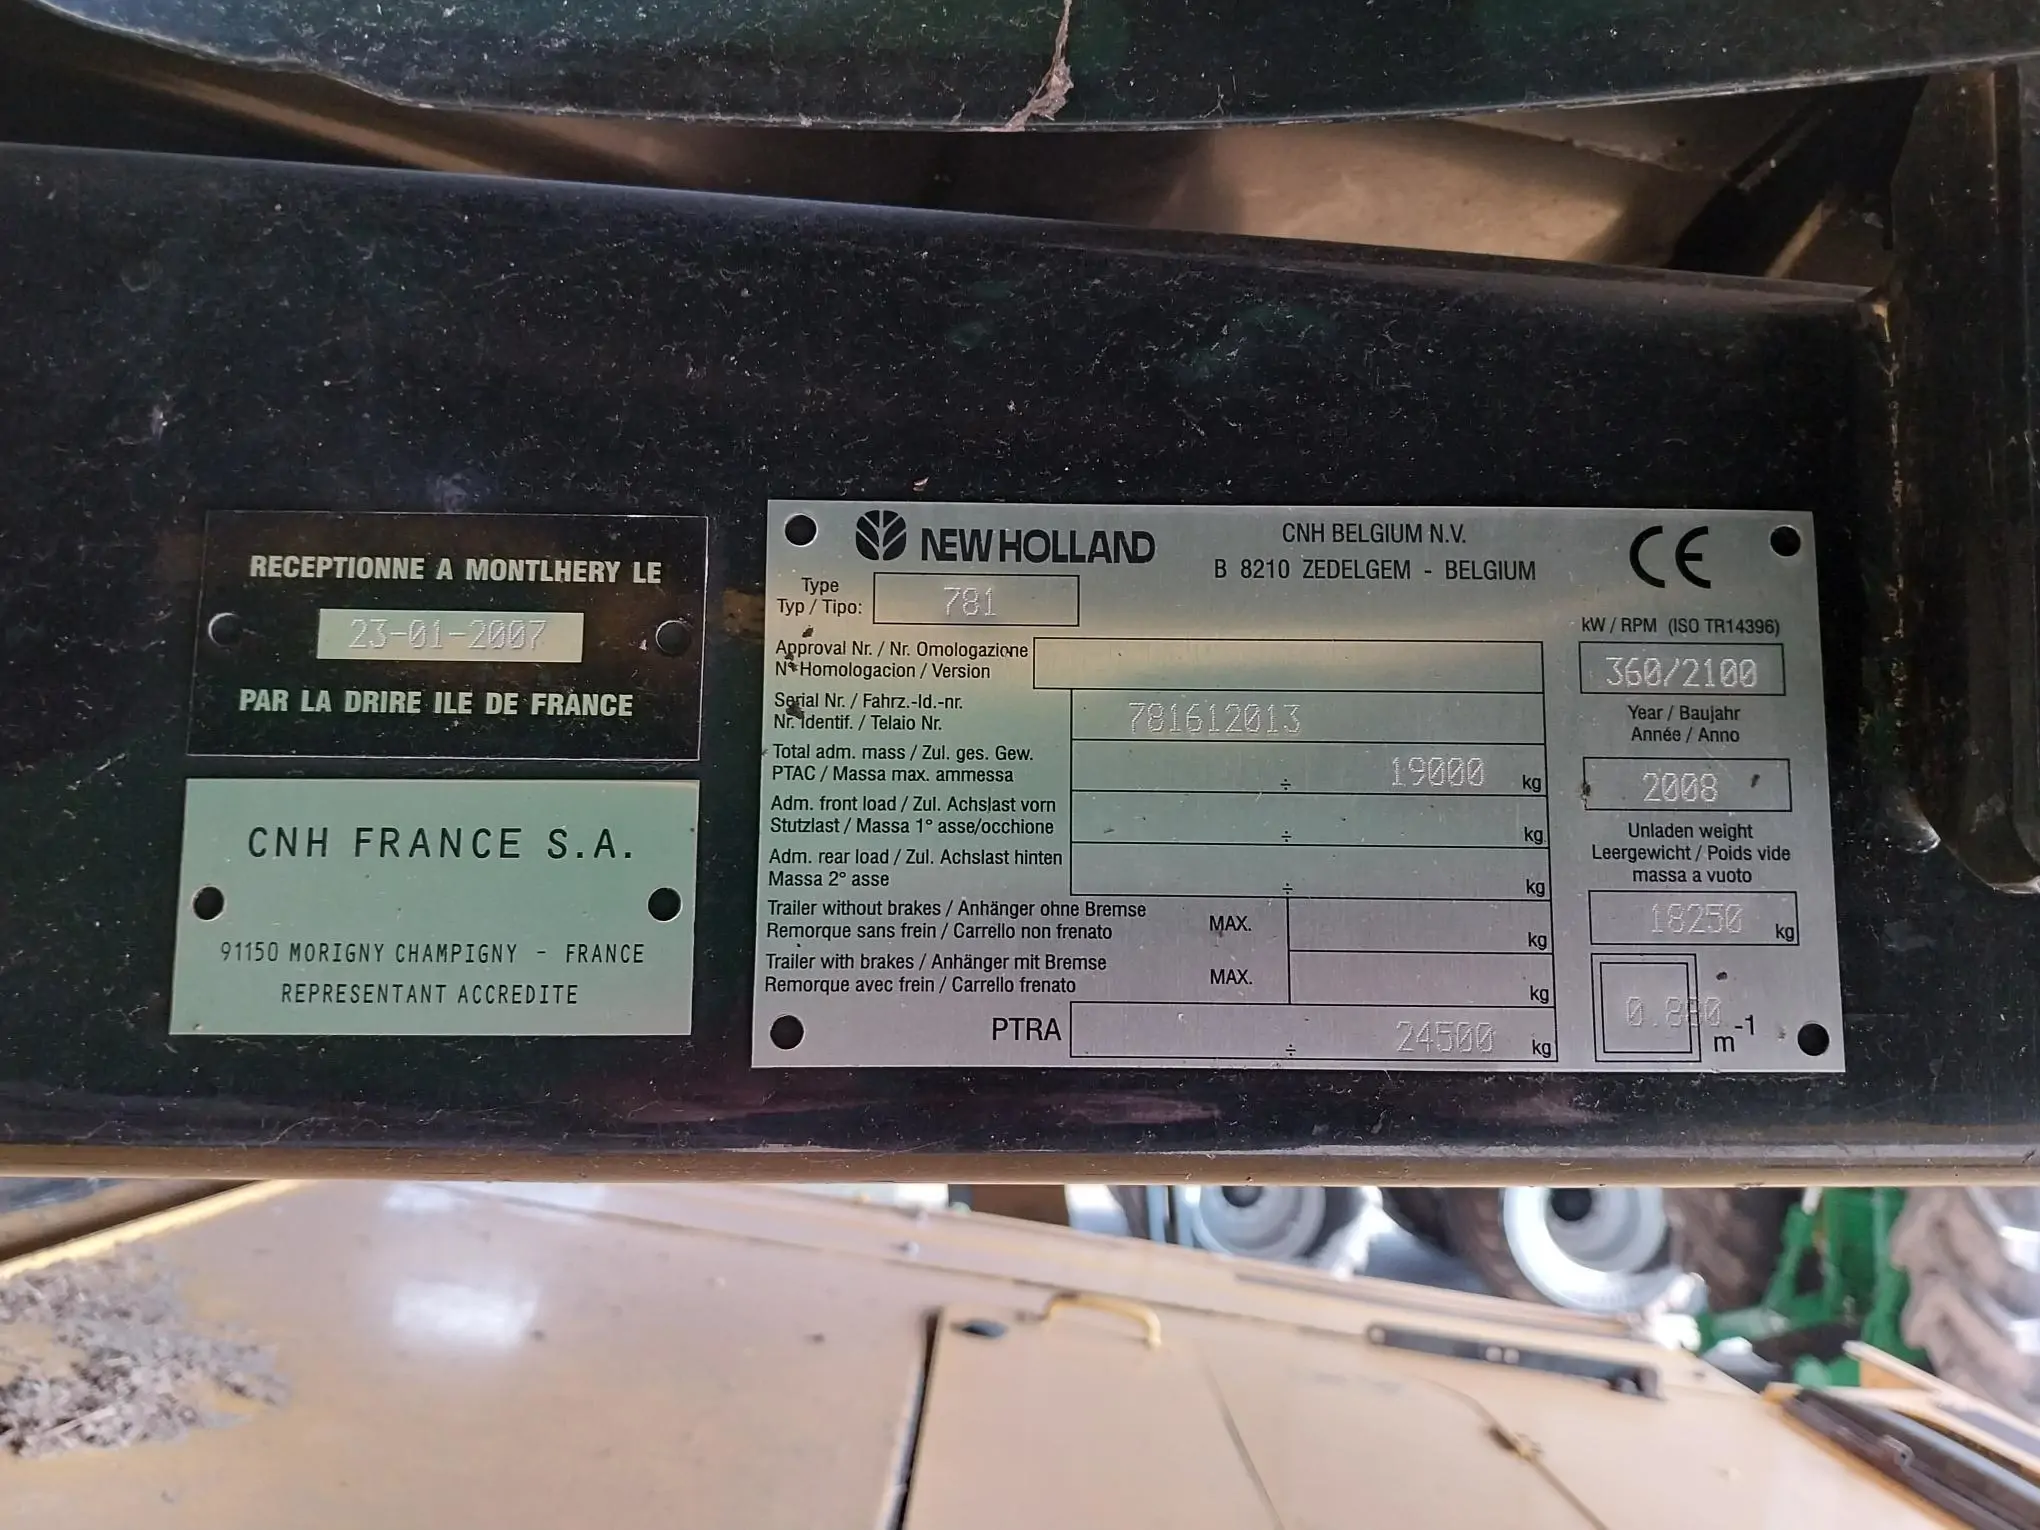 RECEPTIONNE A MONTLHERY LE
23-01-2007
PAR LA DRIRE ILE DE FRANCE
CNH FRANCE S.A.
91150 MORIGNY CHAMPIGNY - FRANCE
REPRESENTANT ACCREDITE
NEW HOLLAND
CNH BELGIUM N.V.
B 8210 ZEDELGEM - BELGIUM
CE
Type
Typ / Tipo:
781
Approval Nr. / Nr. Omologazione
N° Homologacion / Version
Serial Nr. / Fahrz.-Id.-nr.
Nr. Identif. / Telaio Nr.
781612013
Total adm. mass / Zul. ges. Gew.
PTAC / Massa max. ammessa
÷ 19000 kg
Adm. front load / Zul. Achslast vorn
Stutzlast / Massa 1° asse/occhione
÷ kg
Adm. rear load / Zul. Achslast hinten
Massa 2° asse
÷ kg
Trailer without brakes / Anhänger ohne Bremse
Remorque sans frein / Carrello non frenato
MAX. kg
Trailer with brakes / Anhänger mit Bremse
Remorque avec frein / Carrello frenato
MAX. kg
PTRA ÷ 24500 kg
kW / RPM (ISO TR14396)
360/2100
Year / Baujahr
Année / Anno
2008
Unladen weight
Leergewicht / Poids vide
massa a vuoto
18250 kg
0.880 m-1